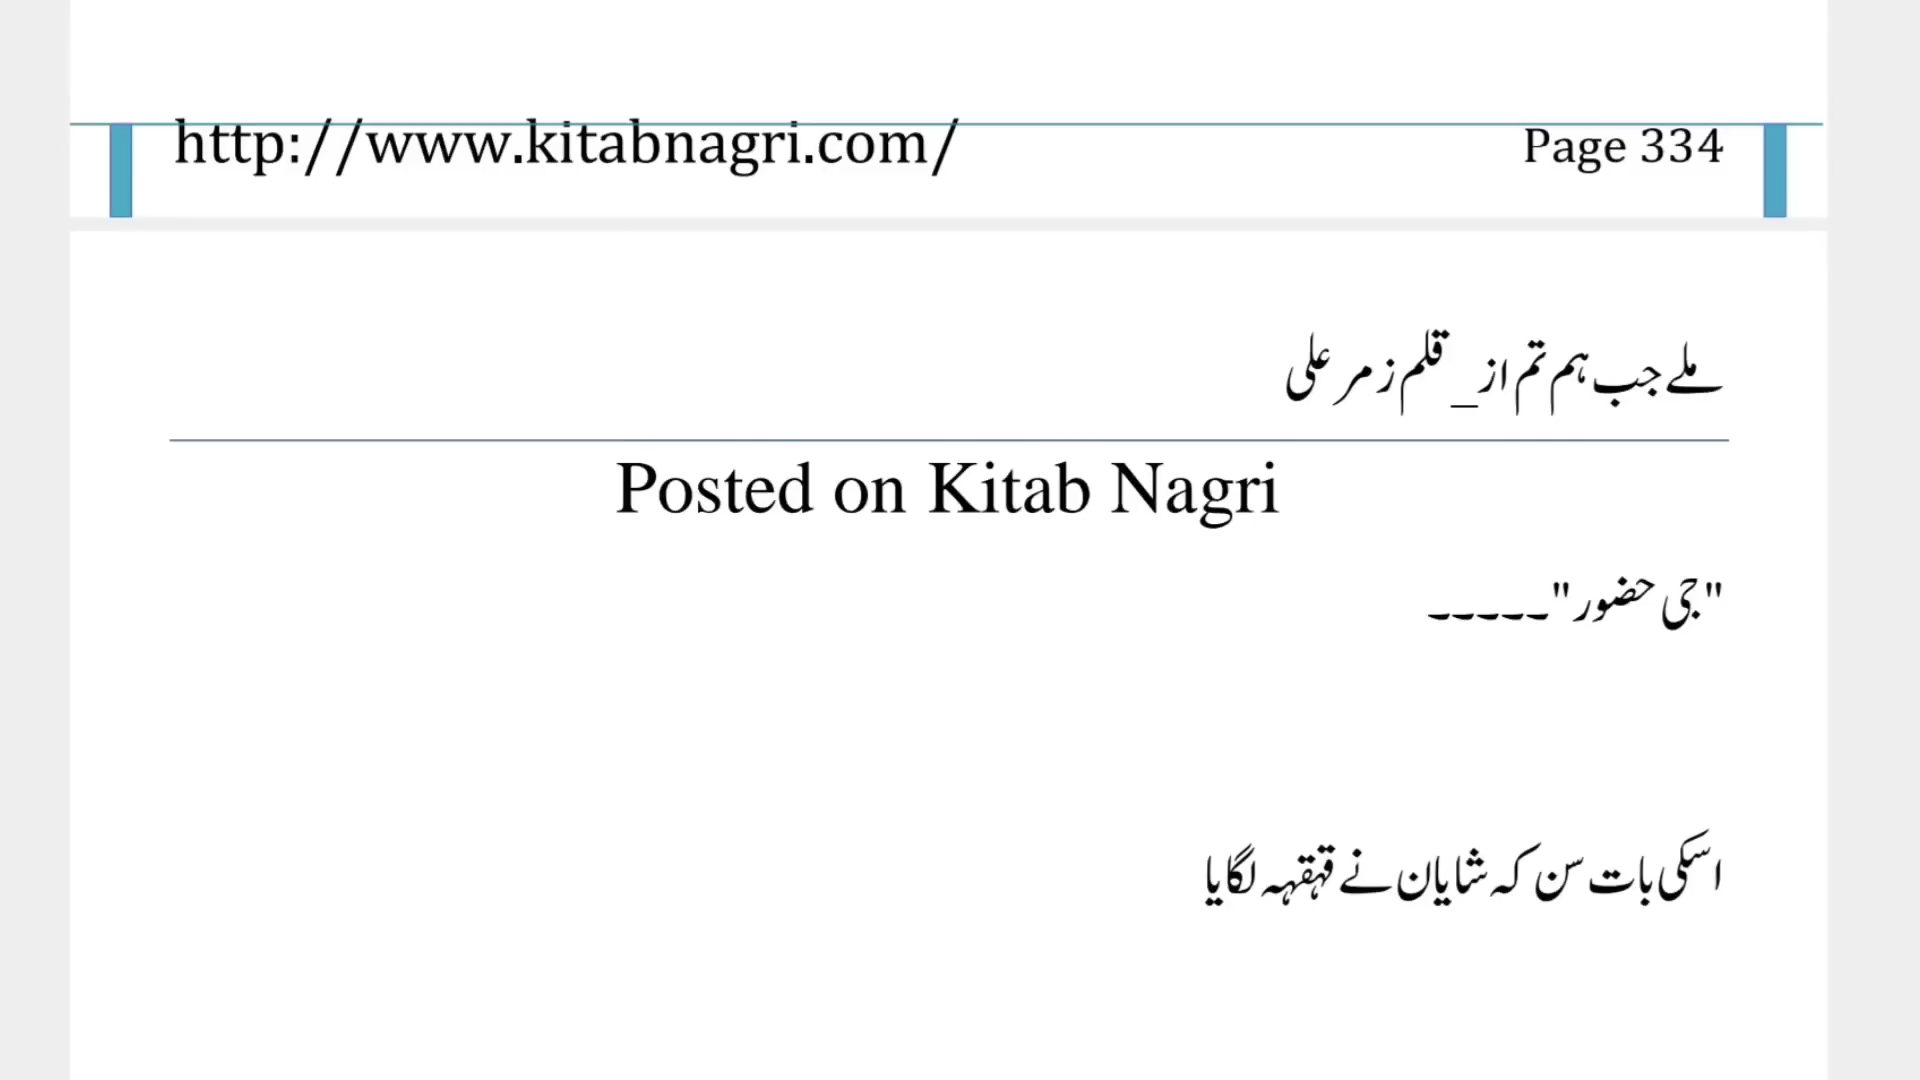 http://www.kitabnagri.com/ Page 334
ملے جب ہم تم از_ قلم زمر علی
Posted on Kitab Nagri
"جی حضور"۔۔۔۔۔
اسکی بات سن کہ شایان نے قہقہہ لگایا